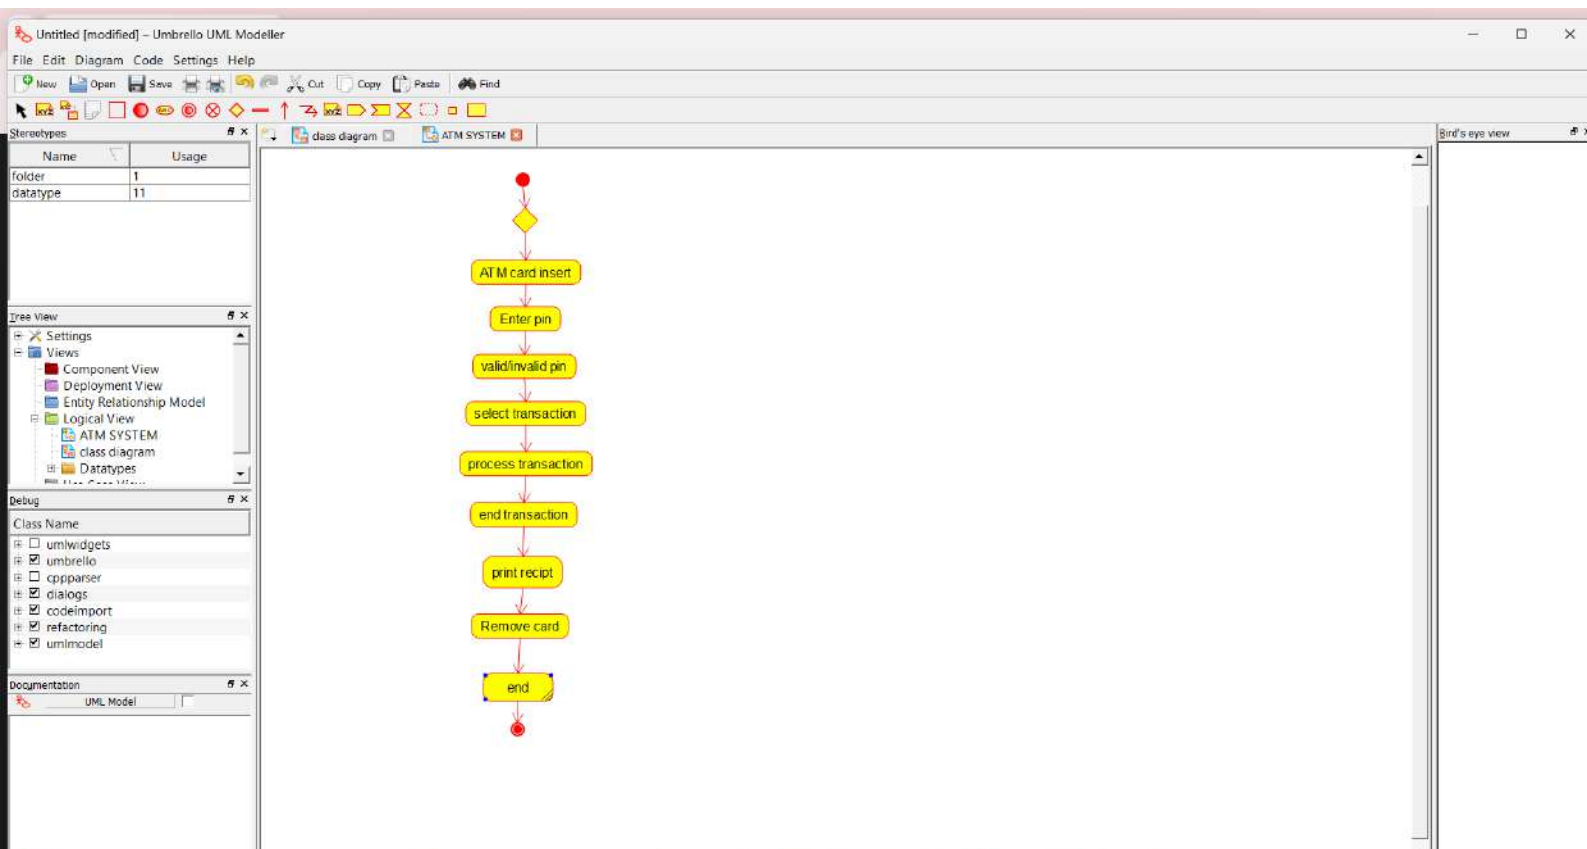 Untitled [modified] – Umbrello UML Modeller
File Edit Diagram Code Settings Help
New Open Save Cut Copy Paste Find
Stereotypes
class diagram ATM SYSTEM
Bird's eye view
Name Usage
folder 1
datatype 11
Tree View
Settings
Views
Component View
Deployment View
Entity Relationship Model
Logical View
ATM SYSTEM
class diagram
Datatypes
Debug
Class Name
umlwidgets
umbrello
cppparser
dialogs
codeimport
refactoring
umlmodel
Documentation
UML Model
ATM card insert
Enter pin
valid/invalid pin
select transaction
process transaction
end transaction
print recipt
Remove card
end